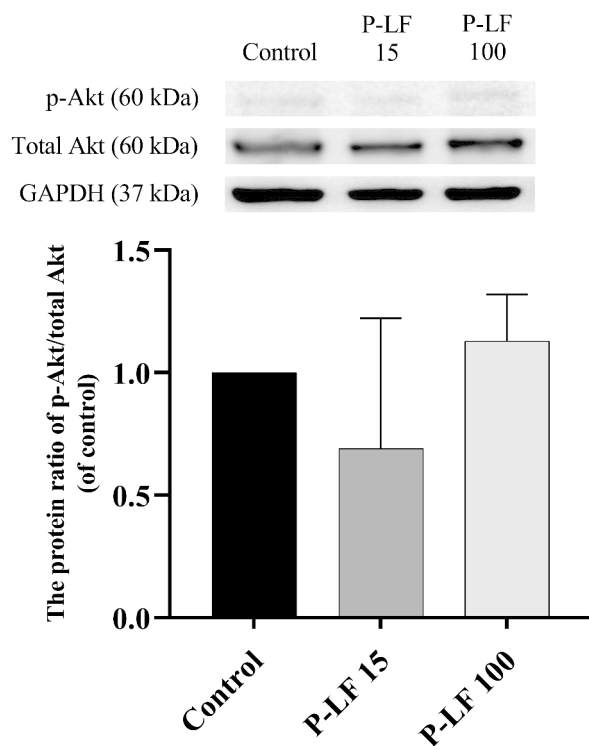 Control
P-LF
15
P-LF
100
p-Akt (60 kDa)
Total Akt (60 kDa)
GAPDH (37 kDa)
The protein ratio of p-Akt/total Akt
(of control)
1.5
1.0
0.5
0.0
Control
P-LF 15
P-LF 100